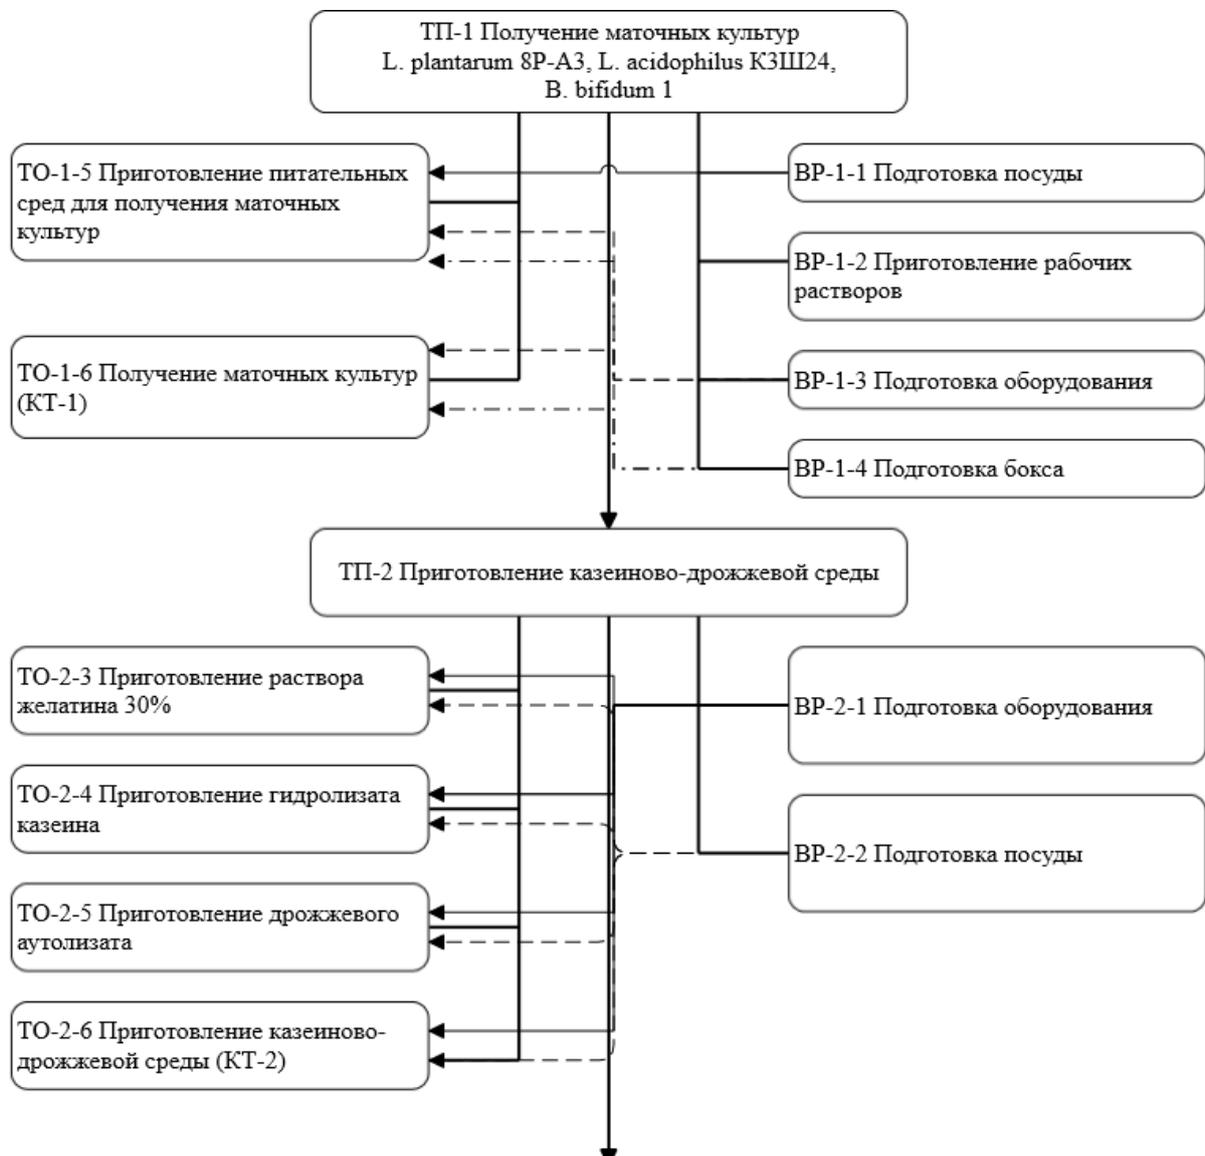 ТП-1 Получение маточных культур
L. plantarum 8Р-А3, L. acidophilus К3Ш24,
B. bifidum 1
ТО-1-5 Приготовление питательных
сред для получения маточных
культур
ВР-1-1 Подготовка посуды
ВР-1-2 Приготовление рабочих
растворов
ТО-1-6 Получение маточных культур
(КТ-1)
ВР-1-3 Подготовка оборудования
ВР-1-4 Подготовка бокса
ТП-2 Приготовление казеиново-дрожжевой среды
ТО-2-3 Приготовление раствора
желатина 30%
ВР-2-1 Подготовка оборудования
ТО-2-4 Приготовление гидролизата
казеина
ВР-2-2 Подготовка посуды
ТО-2-5 Приготовление дрожжевого
аутолизата
ТО-2-6 Приготовление казеиново-
дрожжевой среды (КТ-2)